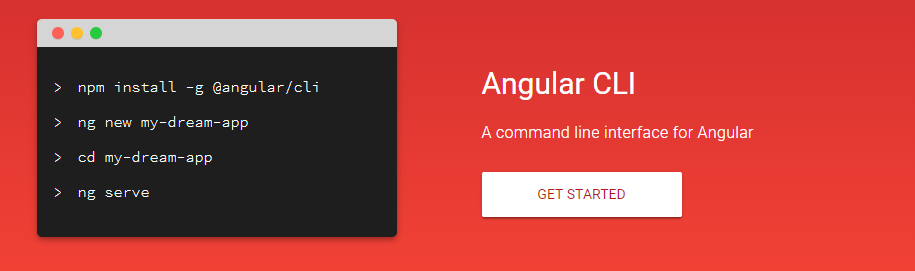 > npm install -g @angular/cli
> ng new my-dream-app
> cd my-dream-app
> ng serve
Angular CLI
A command line interface for Angular
GET STARTED